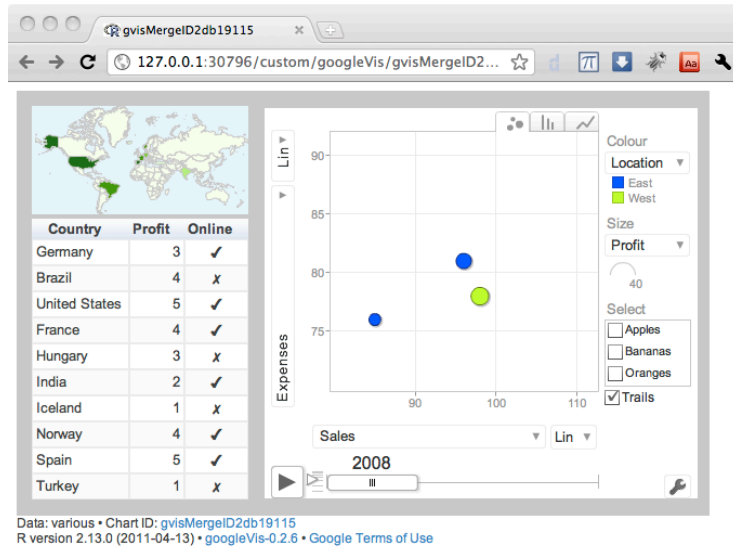 gvisMergeID2db19115
127.0.0.1:30796/custom/googleVis/gvisMergeID2...
d π Aa
Country Profit Online
Germany 3 ✓
Brazil 4 ✗
United States 5 ✓
France 4 ✓
Hungary 3 ✗
India 2 ✓
Iceland 1 ✗
Norway 4 ✓
Spain 5 ✓
Turkey 1 ✗
Lin
Expenses
90
85
80
75
90 100 110
Sales Lin
2008
Colour
Location
East
West
Size
Profit
40
Select
Apples
Bananas
Oranges
Trails
Data: various • Chart ID: gvisMergeID2db19115
R version 2.13.0 (2011-04-13) • googleVis-0.2.6 • Google Terms of Use